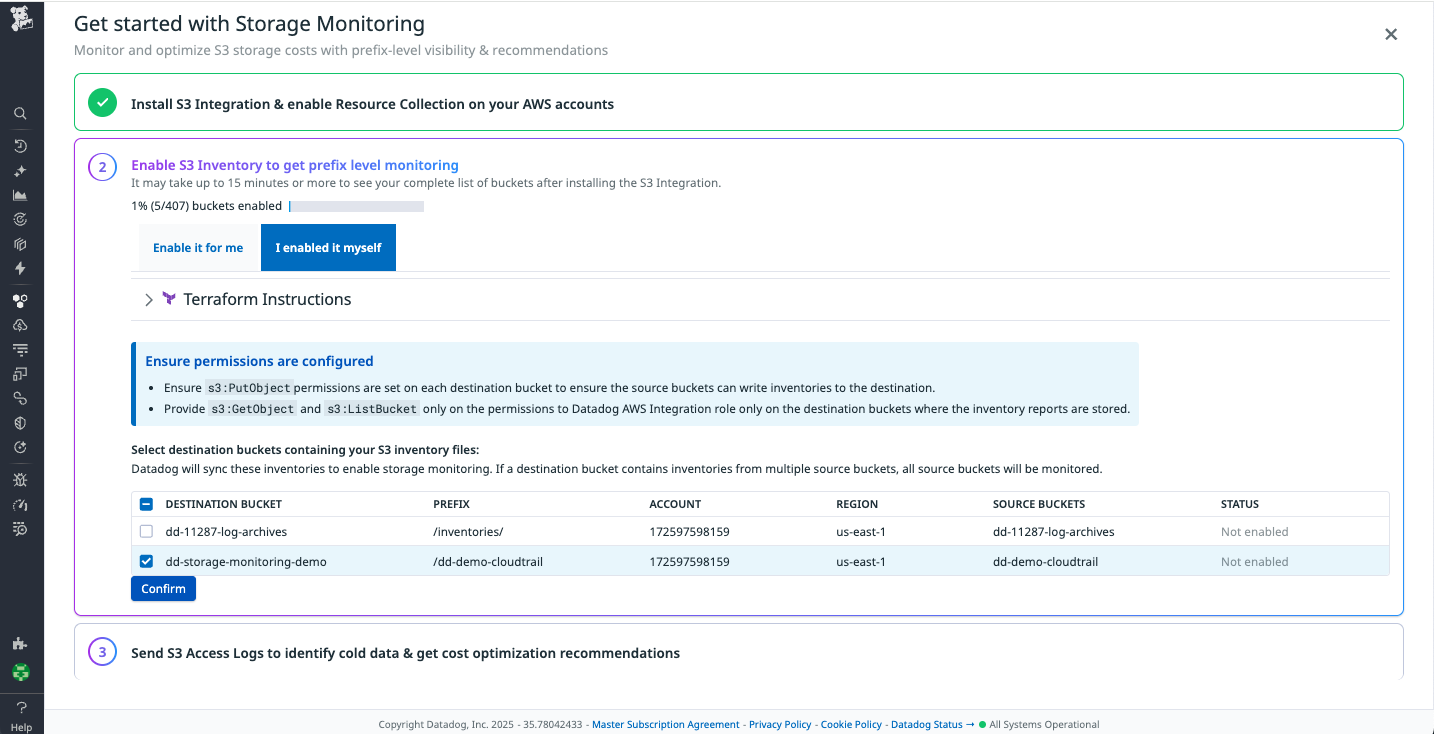 Get started with Storage Monitoring
Monitor and optimize S3 storage costs with prefix-level visibility & recommendations
Install S3 Integration & enable Resource Collection on your AWS accounts
2
Enable S3 Inventory to get prefix level monitoring
It may take up to 15 minutes or more to see your complete list of buckets after installing the S3 Integration.
1% (5/407) buckets enabled
Enable it for me
I enabled it myself
Terraform Instructions
Ensure permissions are configured
• Ensure s3:PutObject permissions are set on each destination bucket to ensure the source buckets can write inventories to the destination.
• Provide s3:GetObject and s3:ListBucket only on the permissions to Datadog AWS Integration role only on the destination buckets where the inventory reports are stored.
Select destination buckets containing your S3 inventory files:
Datadog will sync these inventories to enable storage monitoring. If a destination bucket contains inventories from multiple source buckets, all source buckets will be monitored.
DESTINATION BUCKET PREFIX ACCOUNT REGION SOURCE BUCKETS STATUS
dd-11287-log-archives /inventories/ 172597598159 us-east-1 dd-11287-log-archives Not enabled
dd-storage-monitoring-demo /dd-demo-cloudtrail 172597598159 us-east-1 dd-demo-cloudtrail Not enabled
Confirm
3
Send S3 Access Logs to identify cold data & get cost optimization recommendations
Help
Copyright Datadog, Inc. 2025 - 35.78042433 - Master Subscription Agreement - Privacy Policy - Cookie Policy - Datadog Status → All Systems Operational